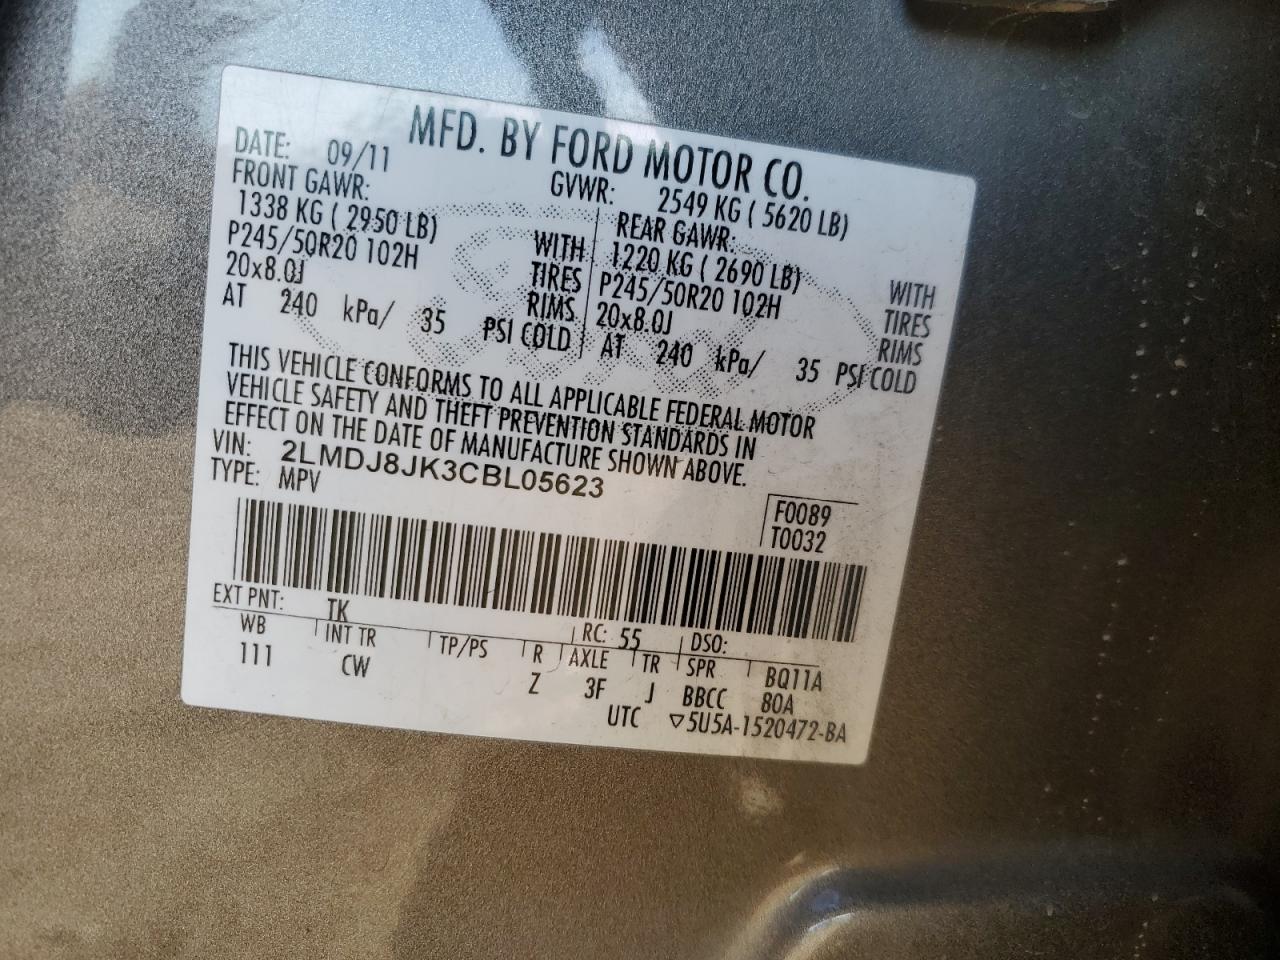 MFD. BY FORD MOTOR CO.
DATE: 09/11 GVWR: 2549 KG ( 5620 LB)
FRONT GAWR: REAR GAWR:
1338 KG ( 2950 LB) WITH 1220 KG ( 2690 LB) WITH
P245/50R20 102H TIRES P245/50R20 102H TIRES
20x8.0J RIMS 20x8.0J RIMS
AT 240 kPa/ 35 PSI COLD AT 240 kPa/ 35 PSI COLD
THIS VEHICLE CONFORMS TO ALL APPLICABLE FEDERAL MOTOR
VEHICLE SAFETY AND THEFT PREVENTION STANDARDS IN
EFFECT ON THE DATE OF MANUFACTURE SHOWN ABOVE.
VIN: 2LMDJ8JK3CBL05623
TYPE: MPV
F0089
T0032
EXT PNT: TK RC: 55 DSO:
WB INT TR TP/PS R AXLE TR SPR BQ11A
111 CW Z 3F J BBCC 80A
UTC ▽5U5A-1520472-BA